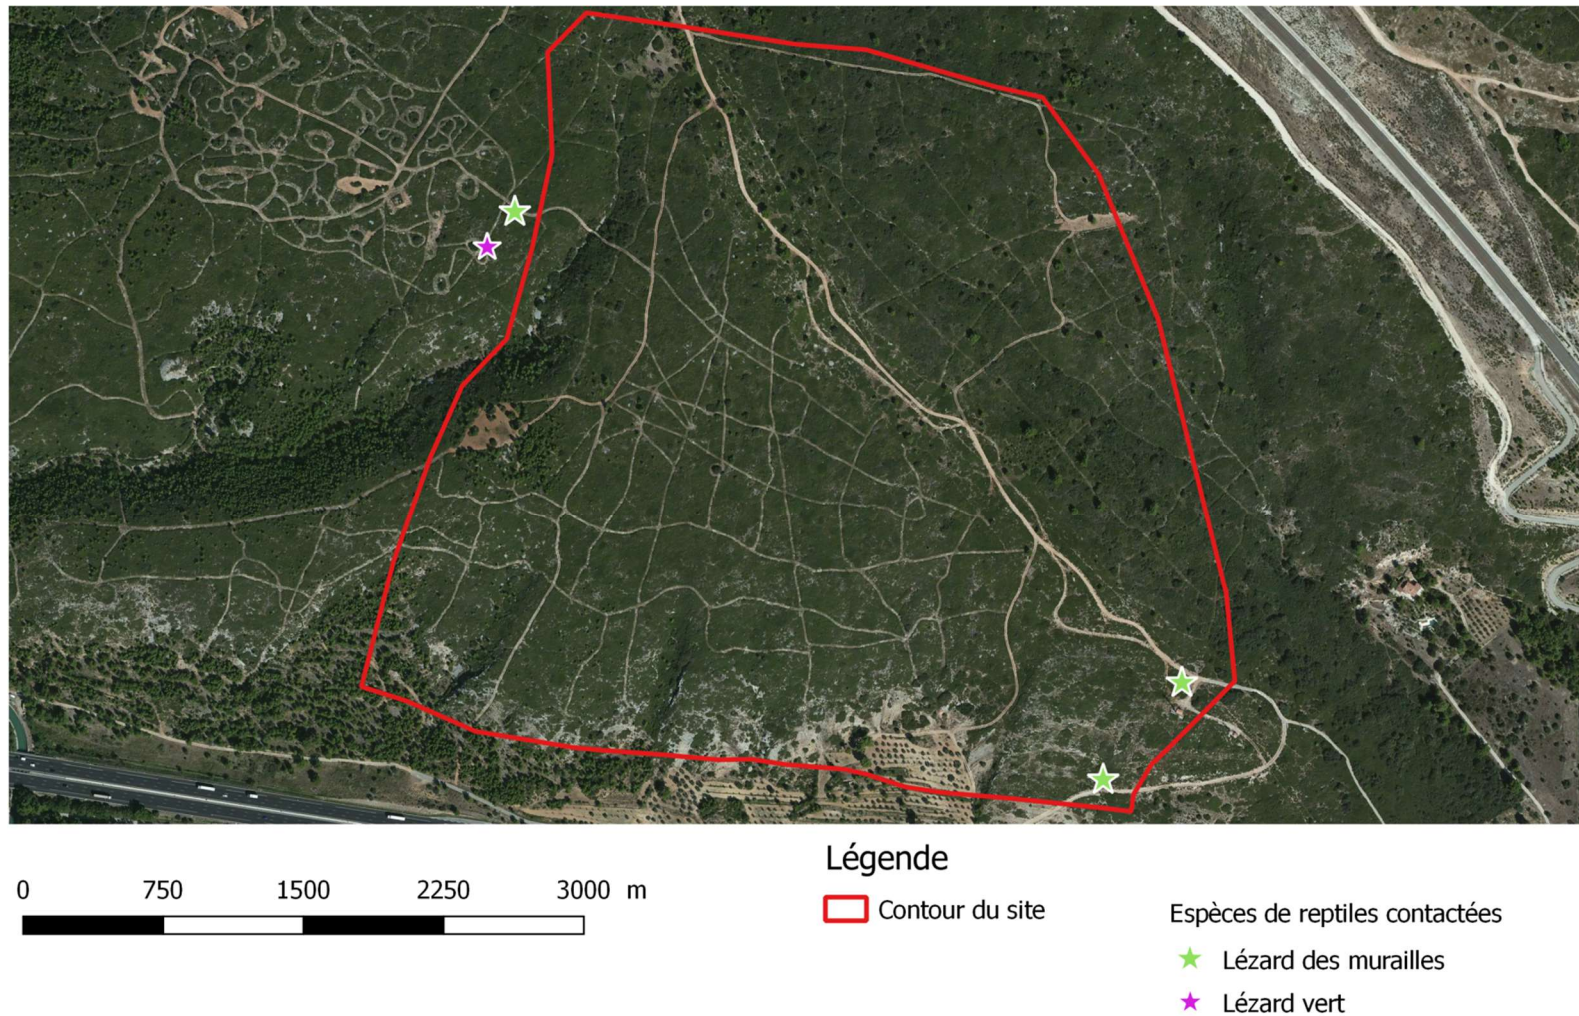 0 750 1500 2250 3000 m
Légende
Contour du site
Espèces de reptiles contactées
Lézard des murailles
Lézard vert